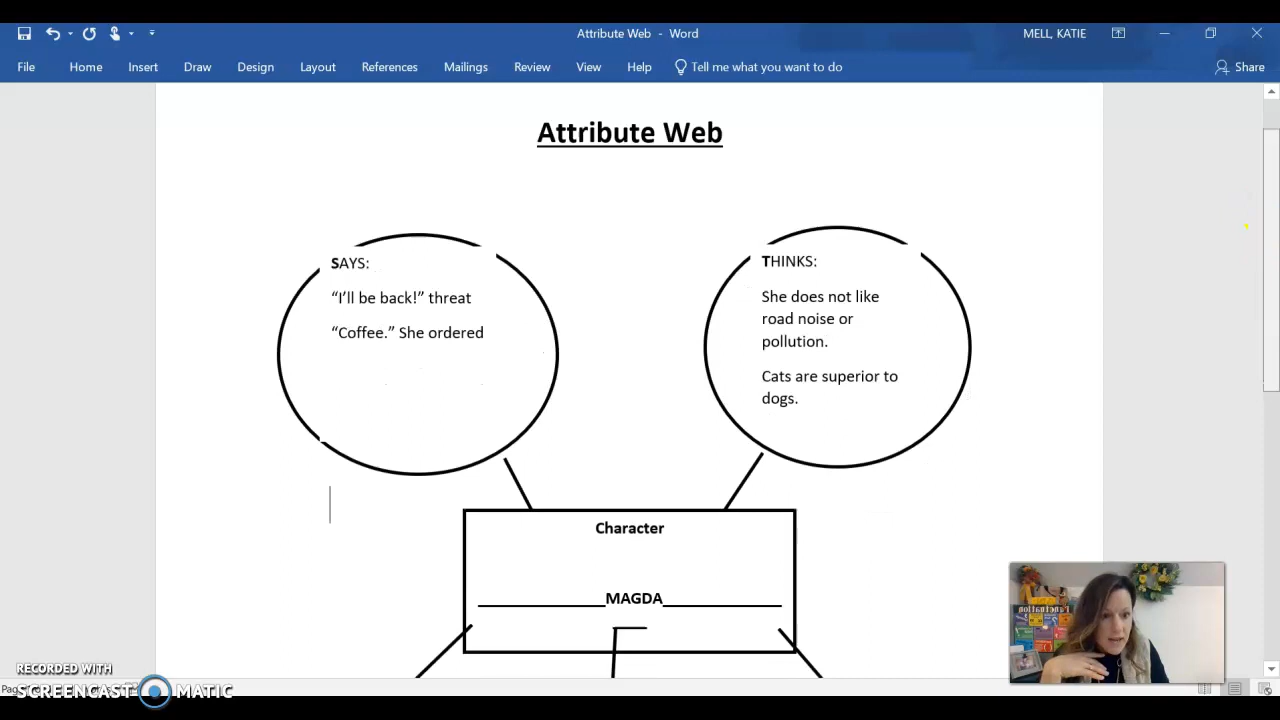 Attribute Web - Word
MELL, KATIE
File Home Insert Draw Design Layout References Mailings Review View Help Tell me what you want to do Share
Attribute Web
SAYS:
“I’ll be back!” threat
“Coffee.” She ordered
THINKS:
She does not like
road noise or
pollution.
Cats are superior to
dogs.
Character
MAGDA
RECORDED WITH
SCREENCAST MATIC